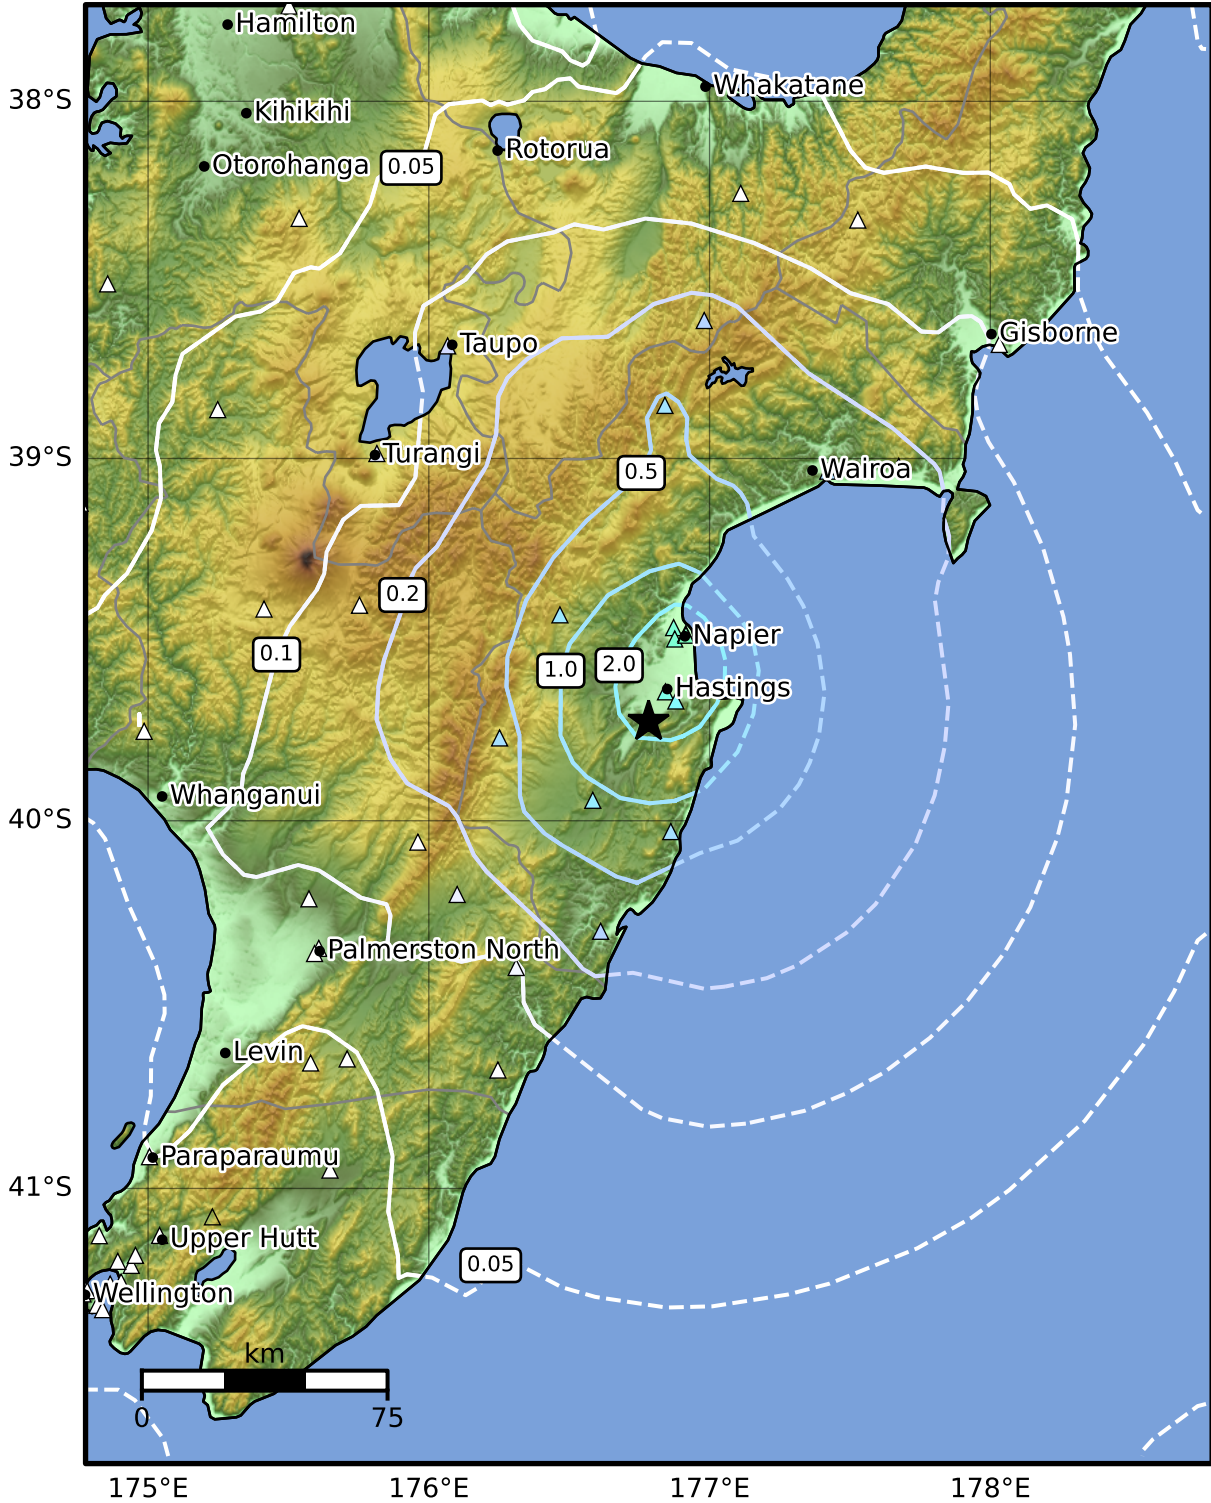 Hamilton
Whakatane
38°S
Kihikihi
Rotorua
Otorohanga
0.05
Gisborne
Taupo
39°S
Turangi
0.5
Wairoa
0.2
0.1
Napier
1.0
2.0
Hastings
Whanganui
40°S
Palmerston North
Levin
Paraparaumu
41°S
Upper Hutt
0.05
Wellington
km
0
75
175°E
176°E
177°E
178°E